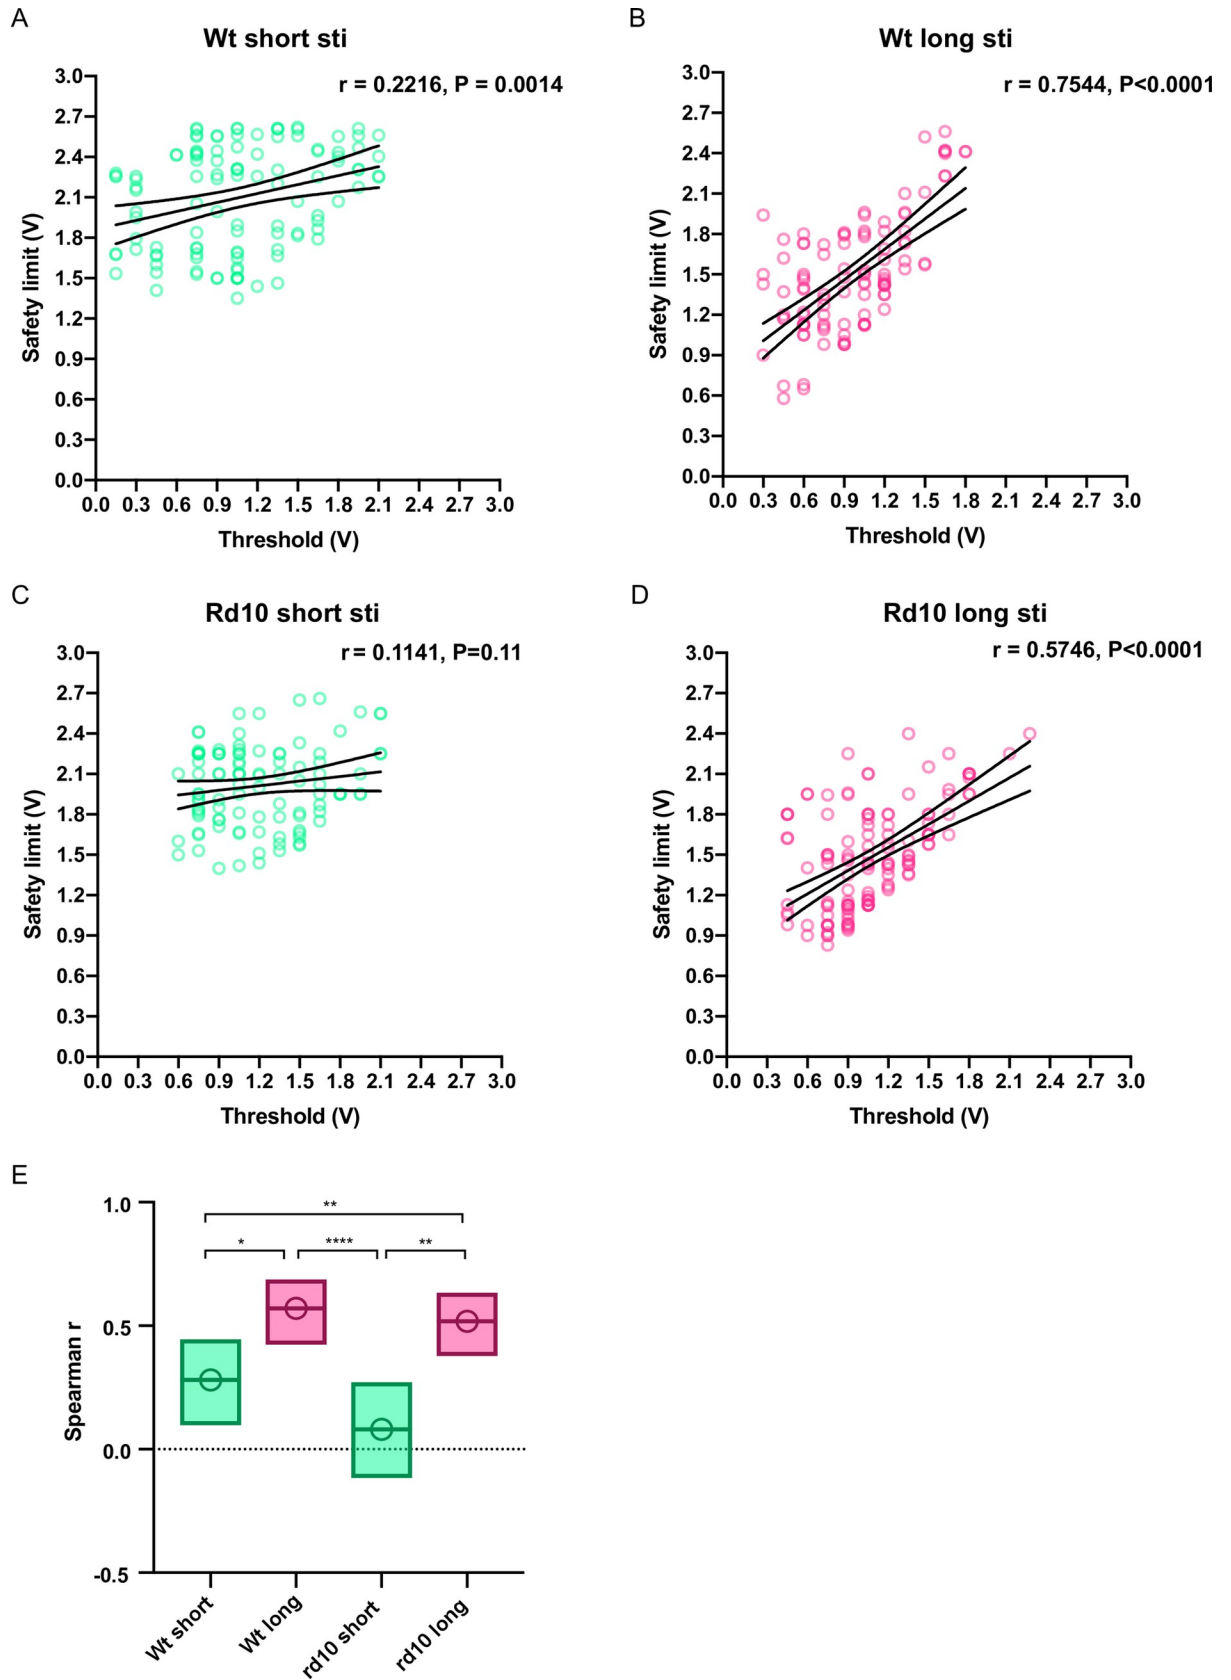 A
Wt short sti
r = 0.2216, P = 0.0014
3.0
2.7
2.4
2.1
1.8
1.5
1.2
0.9
0.6
0.3
0.0
Safety limit (V)
0.0 0.3 0.6 0.9 1.2 1.5 1.8 2.1 2.4 2.7 3.0
Threshold (V)
B
Wt long sti
r = 0.7544, P<0.0001
3.0
2.7
2.4
2.1
1.8
1.5
1.2
0.9
0.6
0.3
0.0
Safety limit (V)
0.0 0.3 0.6 0.9 1.2 1.5 1.8 2.1 2.4 2.7 3.0
Threshold (V)
C
Rd10 short sti
r = 0.1141, P=0.11
3.0
2.7
2.4
2.1
1.8
1.5
1.2
0.9
0.6
0.3
0.0
Safety limit (V)
0.0 0.3 0.6 0.9 1.2 1.5 1.8 2.1 2.4 2.7 3.0
Threshold (V)
D
Rd10 long sti
r = 0.5746, P<0.0001
3.0
2.7
2.4
2.1
1.8
1.5
1.2
0.9
0.6
0.3
0.0
Safety limit (V)
0.0 0.3 0.6 0.9 1.2 1.5 1.8 2.1 2.4 2.7 3.0
Threshold (V)
E
1.0
0.5
0.0
-0.5
Spearman r
**
* **** **
Wt short
Wt long
rd10 short
rd10 long